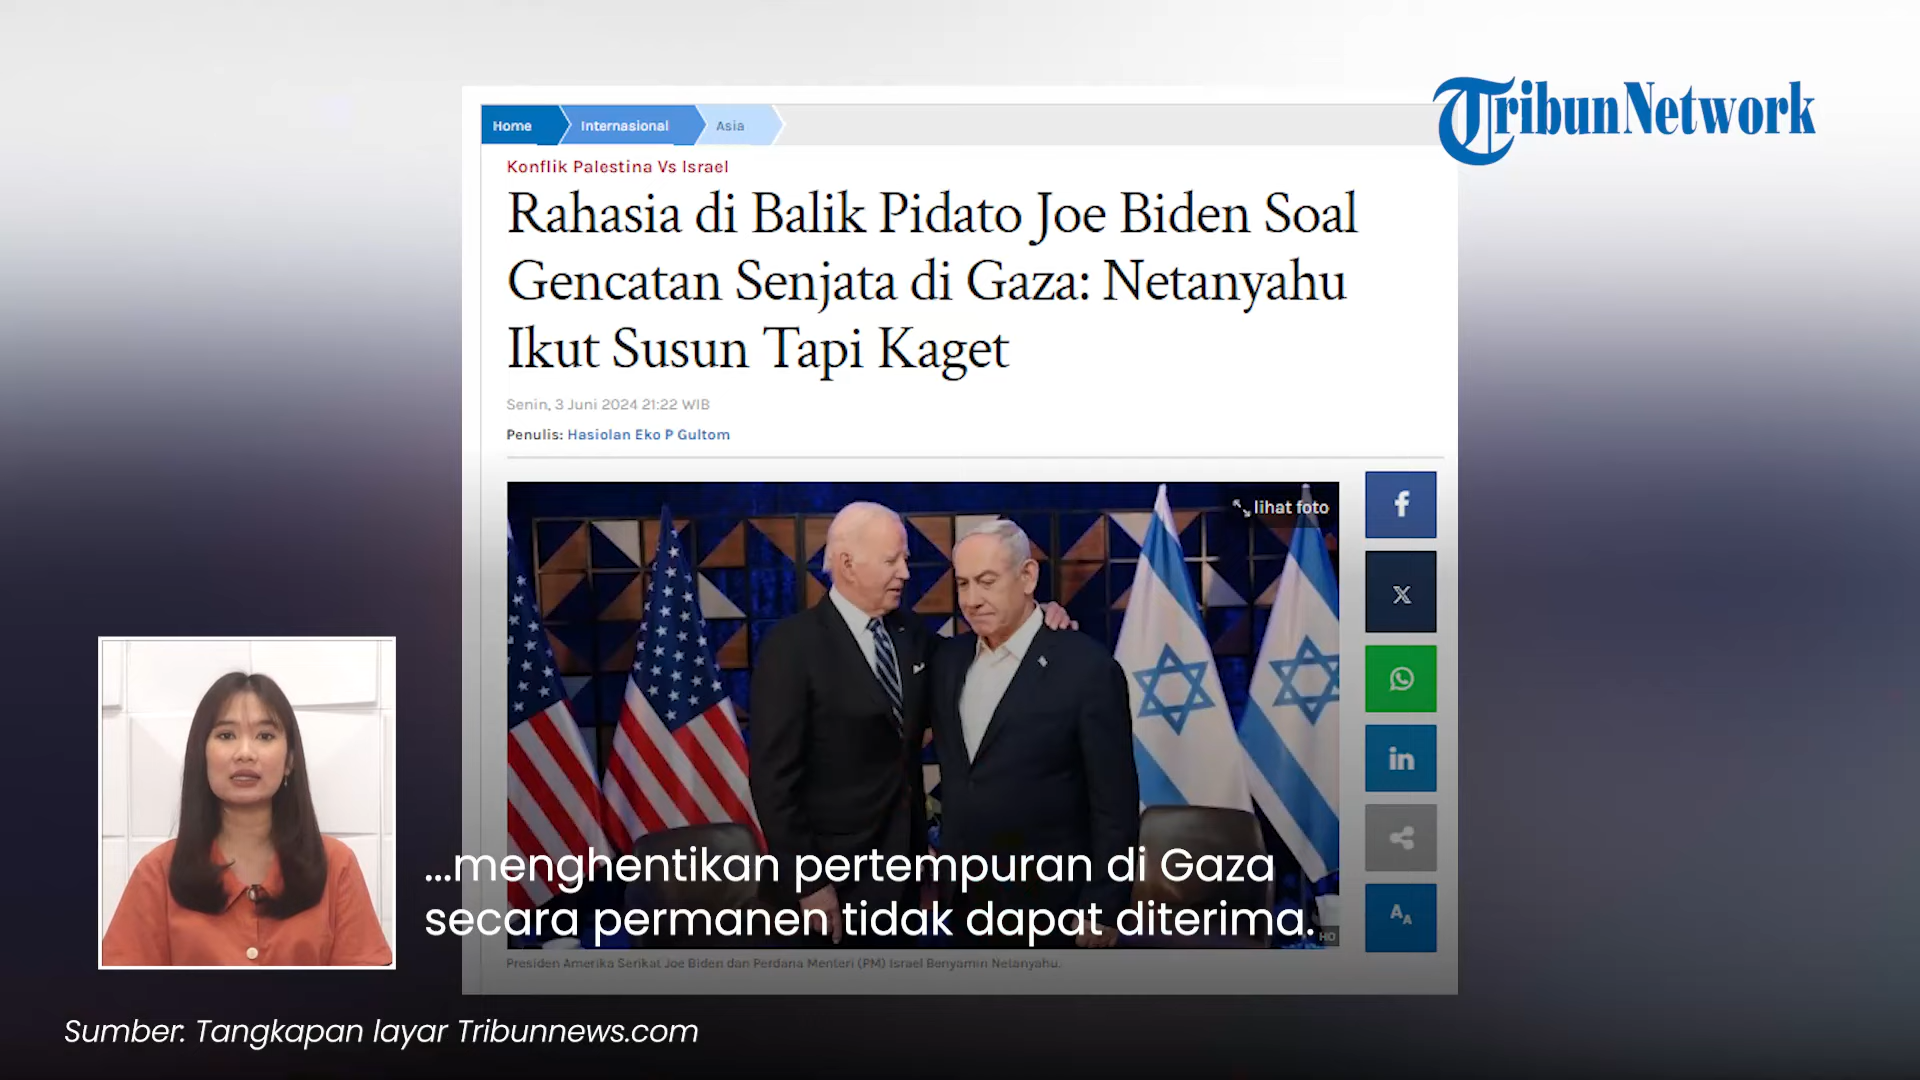 TribunNetwork
Home Internasional Asia
Konflik Palestina Vs Israel
Rahasia di Balik Pidato Joe Biden Soal
Gencatan Senjata di Gaza: Netanyahu
Ikut Susun Tapi Kaget
Senin, 3 Juni 2024 21:22 WIB
Penulis: Hasiolan Eko P Gultom
lihat foto
HO
...menghentikan pertempuran di Gaza
secara permanen tidak dapat diterima.
Presiden Amerika Serikat Joe Biden dan Perdana Menteri (PM) Israel Benyamin Netanyahu.
Sumber: Tangkapan layar Tribunnews.com